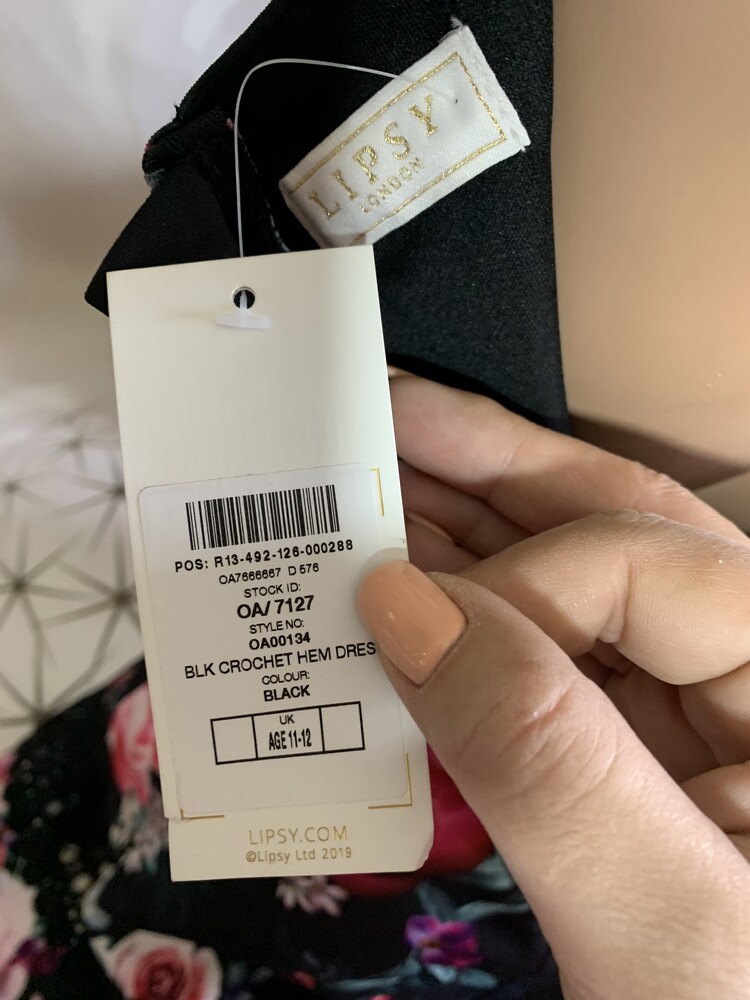 LIPSY
LONDON
POS: R13-492-126-000288
OA7666667 D 576
STOCK ID:
OA/7127
STYLE NO:
OA00134
BLK CROCHET HEM DRES
COLOUR:
BLACK
UK
AGE 11-12
LIPSY.COM
©Lipsy Ltd 2019